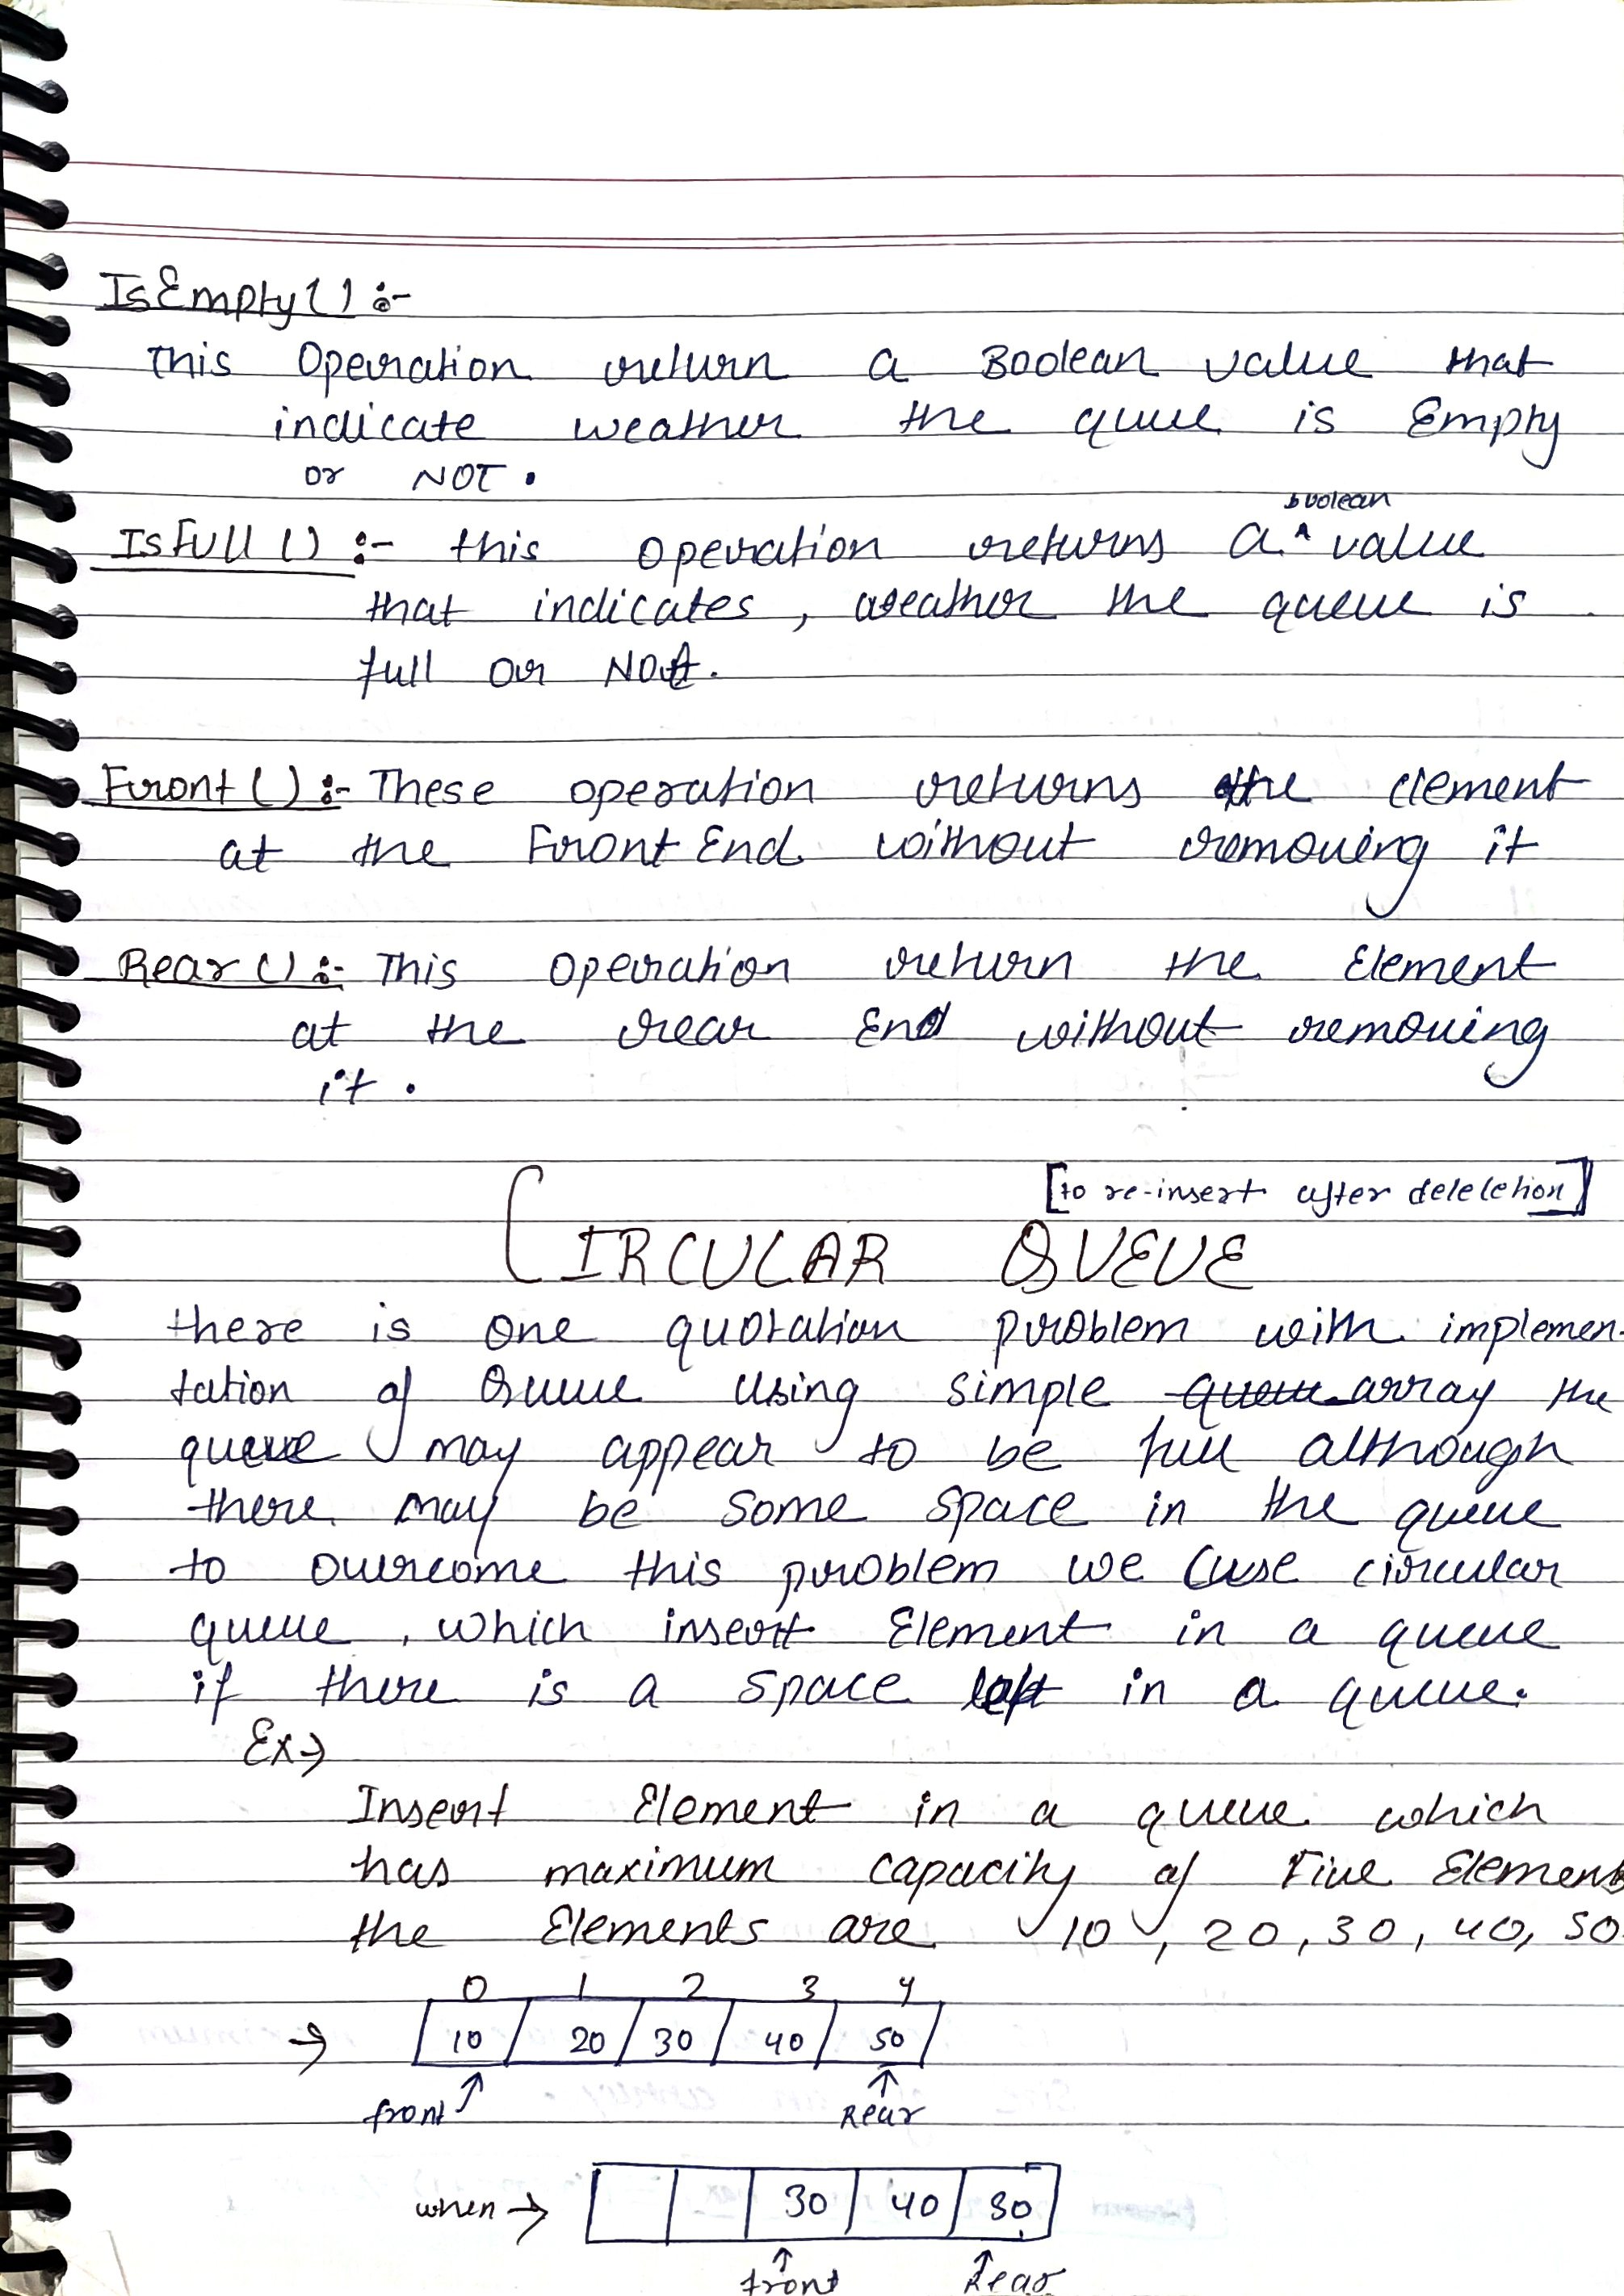 IsEmpty() :-
This Operation return a Boolean value that
indicate weather the queue is Empty
or NOT.
boolean
IsFull () :- this operation returns a ^ value
that indicates, weather the queue is
full or Not.
Front () :- These operation returns the element
at the Front End without removing it
Rear () :- This operation return the Element
at the rear End without removing
it.
[to re-insert after deleletion]
CIRCULAR QUEUE
there is one quotation problem with implemen-
tation of Queue using simple array the
queue may appear to be full although
there may be some space in the queue
to overcome this problem we use circular
queue, which insert Element in a queue
if there is a space left in a queue.
Ex→
Insert Element in a queue which
has maximum capacity of Five Elements
the Elements are 10, 20, 30, 40, 50
0 1 2 3 4
→ 10 20 30 40 50
front Rear
when → 30 40 50
front Rear